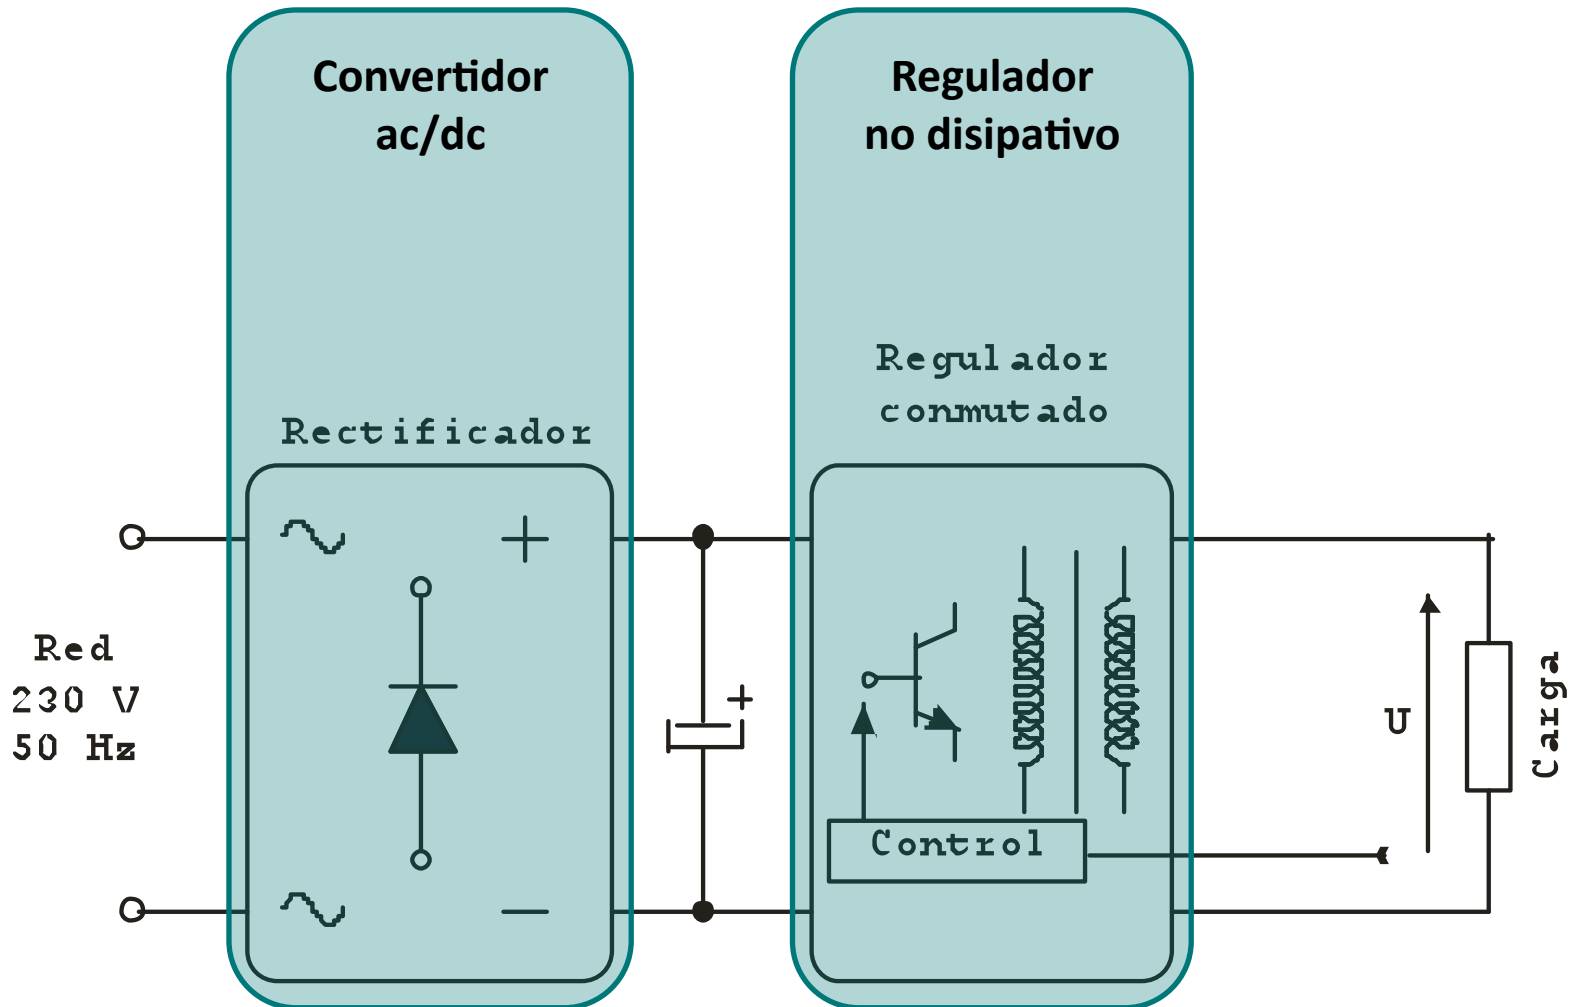 Convertidor
ac/dc
Regulador
no disipativo
Regulador
conmutado
Rectificador
+
−
Red
230 V
50 Hz
+
Control
U
Carga